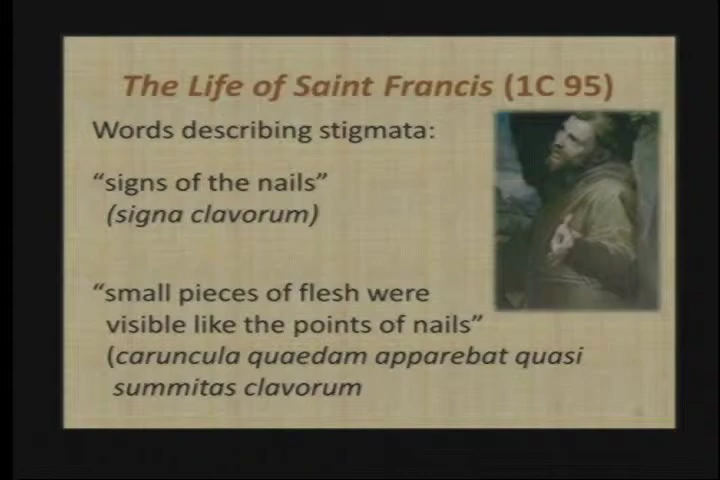 The Life of Saint Francis (1C 95)
Words describing stigmata:
“signs of the nails”
(signa clavorum)
“small pieces of flesh were
visible like the points of nails”
(caruncula quaedam apparebat quasi
summitas clavorum